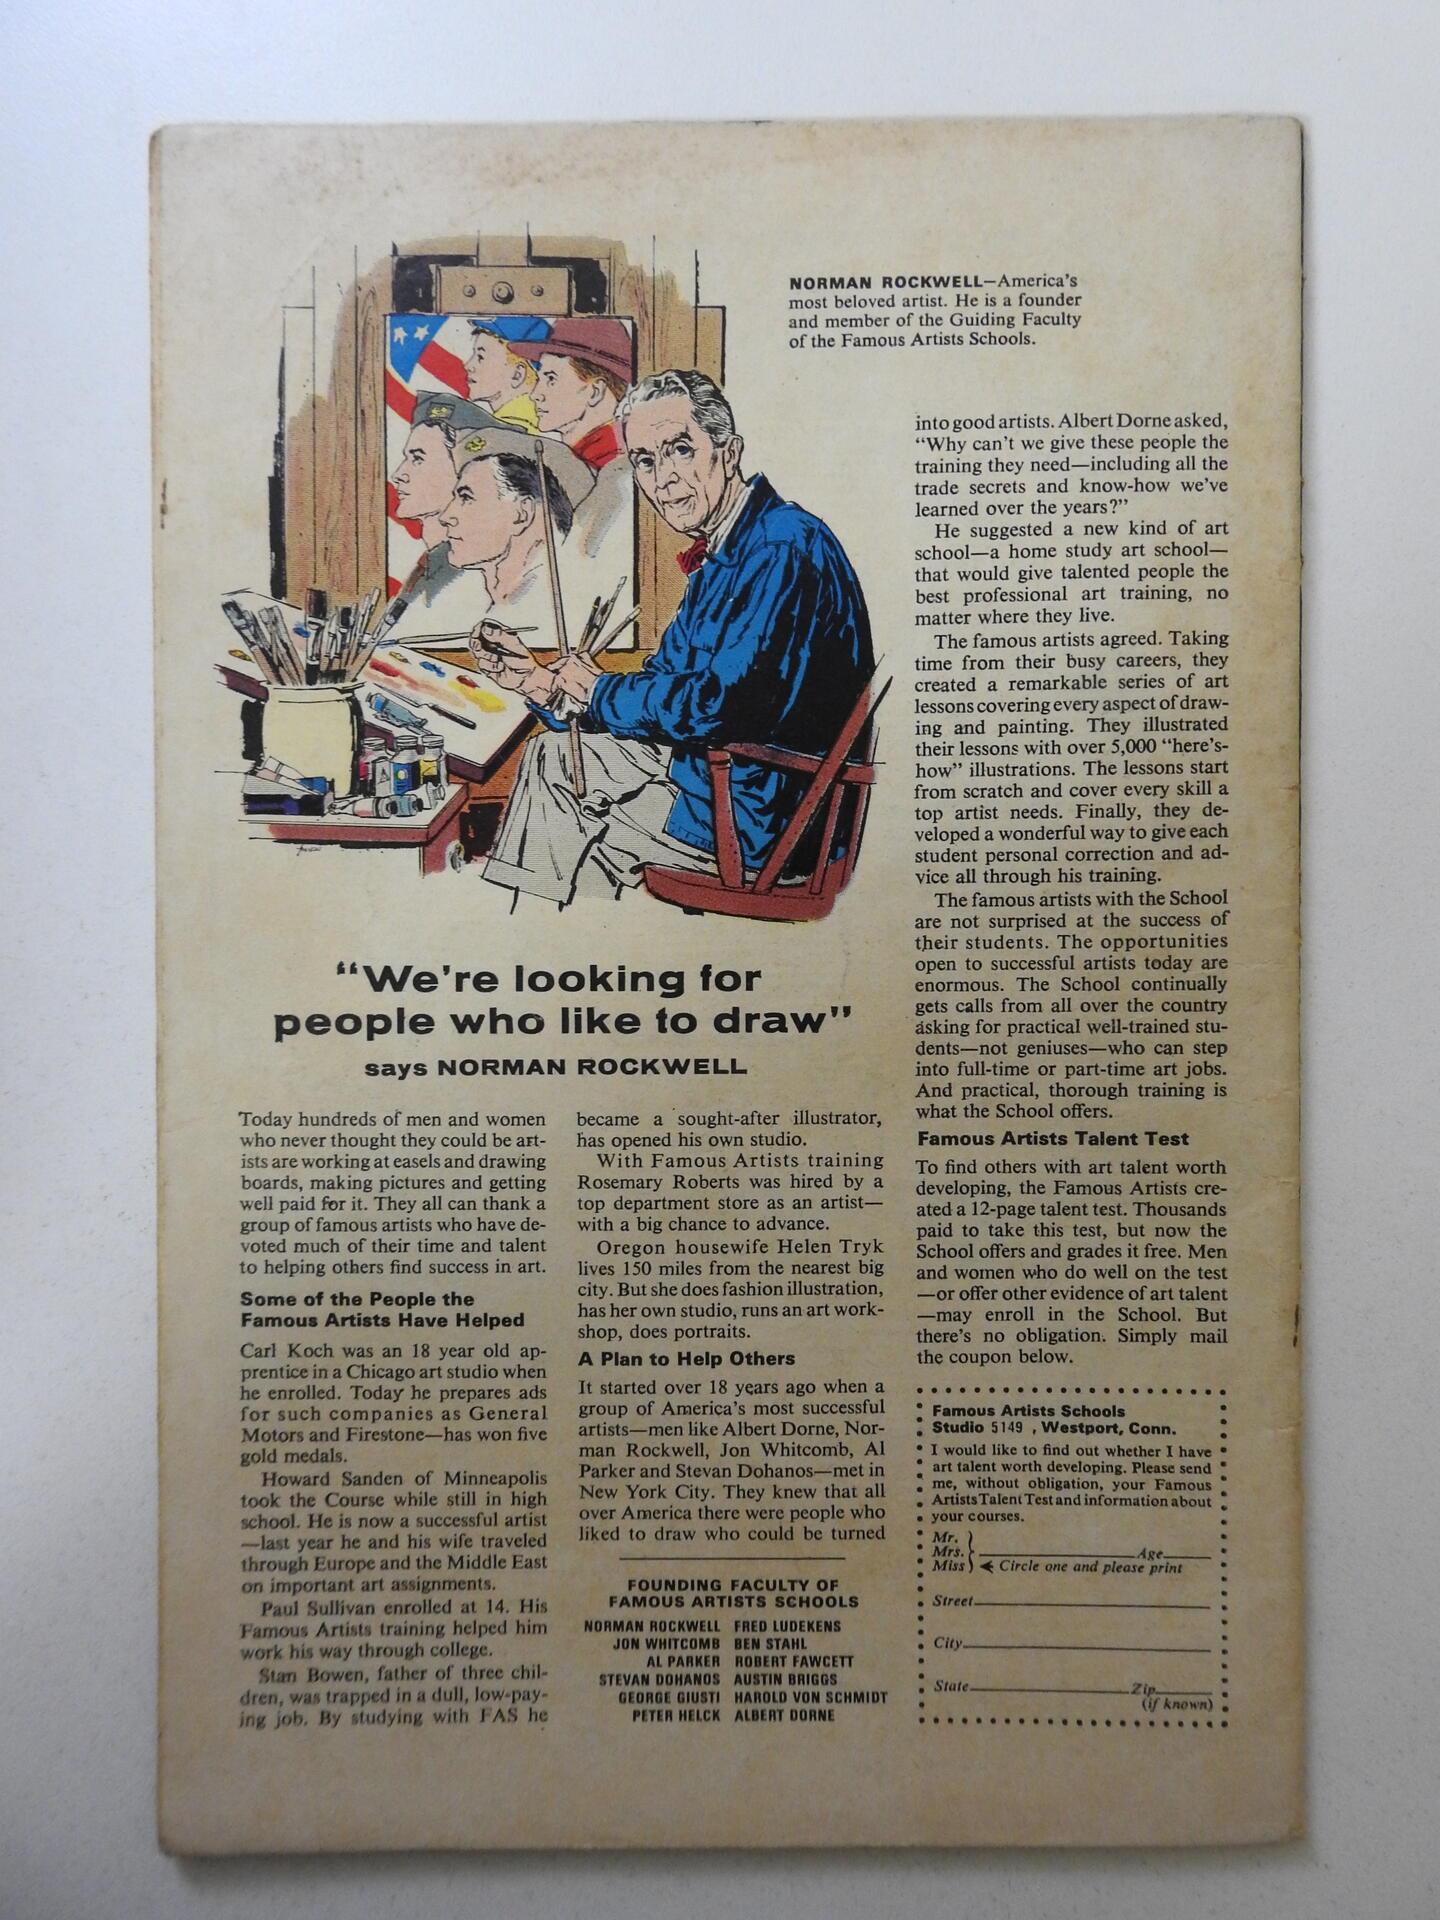 NORMAN ROCKWELL—America's
most beloved artist. He is a founder
and member of the Guiding Faculty
of the Famous Artists Schools.
"We're looking for
people who like to draw"
says NORMAN ROCKWELL
Today hundreds of men and women
who never thought they could be art-
ists are working at easels and drawing
boards, making pictures and getting
well paid for it. They all can thank a
group of famous artists who have de-
voted much of their time and talent
to helping others find success in art.
Some of the People the
Famous Artists Have Helped
Carl Koch was an 18 year old ap-
prentice in a Chicago art studio when
he enrolled. Today he prepares ads
for such companies as General
Motors and Firestone—has won five
gold medals.
Howard Sanden of Minneapolis
took the Course while still in high
school. He is now a successful artist
—last year he and his wife traveled
through Europe and the Middle East
on important art assignments.
Paul Sullivan enrolled at 14. His
Famous Artists training helped him
work his way through college.
Stan Bowen, father of three chil-
dren, was trapped in a dull, low-pay-
ing job. By studying with FAS he
became a sought-after illustrator,
has opened his own studio.
With Famous Artists training
Rosemary Roberts was hired by a
top department store as an artist—
with a big chance to advance.
Oregon housewife Helen Tryk
lives 150 miles from the nearest big
city. But she does fashion illustration,
has her own studio, runs an art work-
shop, does portraits.
A Plan to Help Others
It started over 18 years ago when a
group of America's most successful
artists—men like Albert Dorne, Nor-
man Rockwell, Jon Whitcomb, Al
Parker and Stevan Dohanos—met in
New York City. They knew that all
over America there were people who
liked to draw who could be turned
into good artists. Albert Dorne asked,
"Why can't we give these people the
training they need—including all the
trade secrets and know-how we've
learned over the years?"
He suggested a new kind of art
school—a home study art school—
that would give talented people the
best professional art training, no
matter where they live.
The famous artists agreed. Taking
time from their busy careers, they
created a remarkable series of art
lessons covering every aspect of draw-
ing and painting. They illustrated
their lessons with over 5,000 "here's-
how" illustrations. The lessons start
from scratch and cover every skill a
top artist needs. Finally, they de-
veloped a wonderful way to give each
student personal correction and ad-
vice all through his training.
The famous artists with the School
are not surprised at the success of
their students. The opportunities
open to successful artists today are
enormous. The School continually
gets calls from all over the country
asking for practical well-trained stu-
dents—not geniuses—who can step
into full-time or part-time art jobs.
And practical, thorough training is
what the School offers.
Famous Artists Talent Test
To find others with art talent worth
developing, the Famous Artists cre-
ated a 12-page talent test. Thousands
paid to take this test, but now the
School offers and grades it free. Men
and women who do well on the test
—or offer other evidence of art talent
—may enroll in the School. But
there's no obligation. Simply mail
the coupon below.
FOUNDING FACULTY OF
FAMOUS ARTISTS SCHOOLS
NORMAN ROCKWELL FRED LUDEKENS
JON WHITCOMB BEN STAHL
AL PARKER ROBERT FAWCETT
STEVAN DOHANOS AUSTIN BRIGGS
GEORGE GIUSTI HAROLD VON SCHMIDT
PETER HELCK ALBERT DORNE
Famous Artists Schools
Studio 5149 , Westport, Conn.
I would like to find out whether I have
art talent worth developing. Please send
me, without obligation, your Famous
Artists Talent Test and information about
your courses.
Mr.
Mrs. Age
Miss Circle one and please print
Street
City
State Zip
(if known)